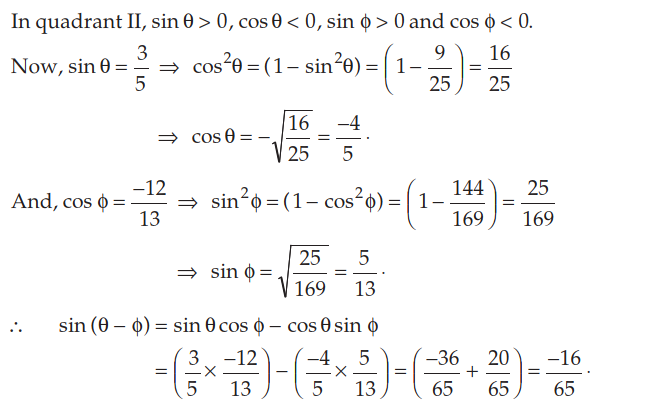 In quadrant II, sin θ > 0, cos θ < 0, sin ϕ > 0 and cos ϕ < 0.
Now, sin θ = 3/5 ⇒ cos²θ = (1 – sin²θ) = (1 – 9/25) = 16/25
⇒ cos θ = –√(16/25) = –4/5.
And, cos ϕ = –12/13 ⇒ sin²ϕ = (1 – cos²ϕ) = (1 – 144/169) = 25/169
⇒ sin ϕ = √(25/169) = 5/13.
∴ sin (θ – ϕ) = sin θ cos ϕ – cos θ sin ϕ
= (3/5 × –12/13) – (–4/5 × 5/13) = (–36/65 + 20/65) = –16/65.